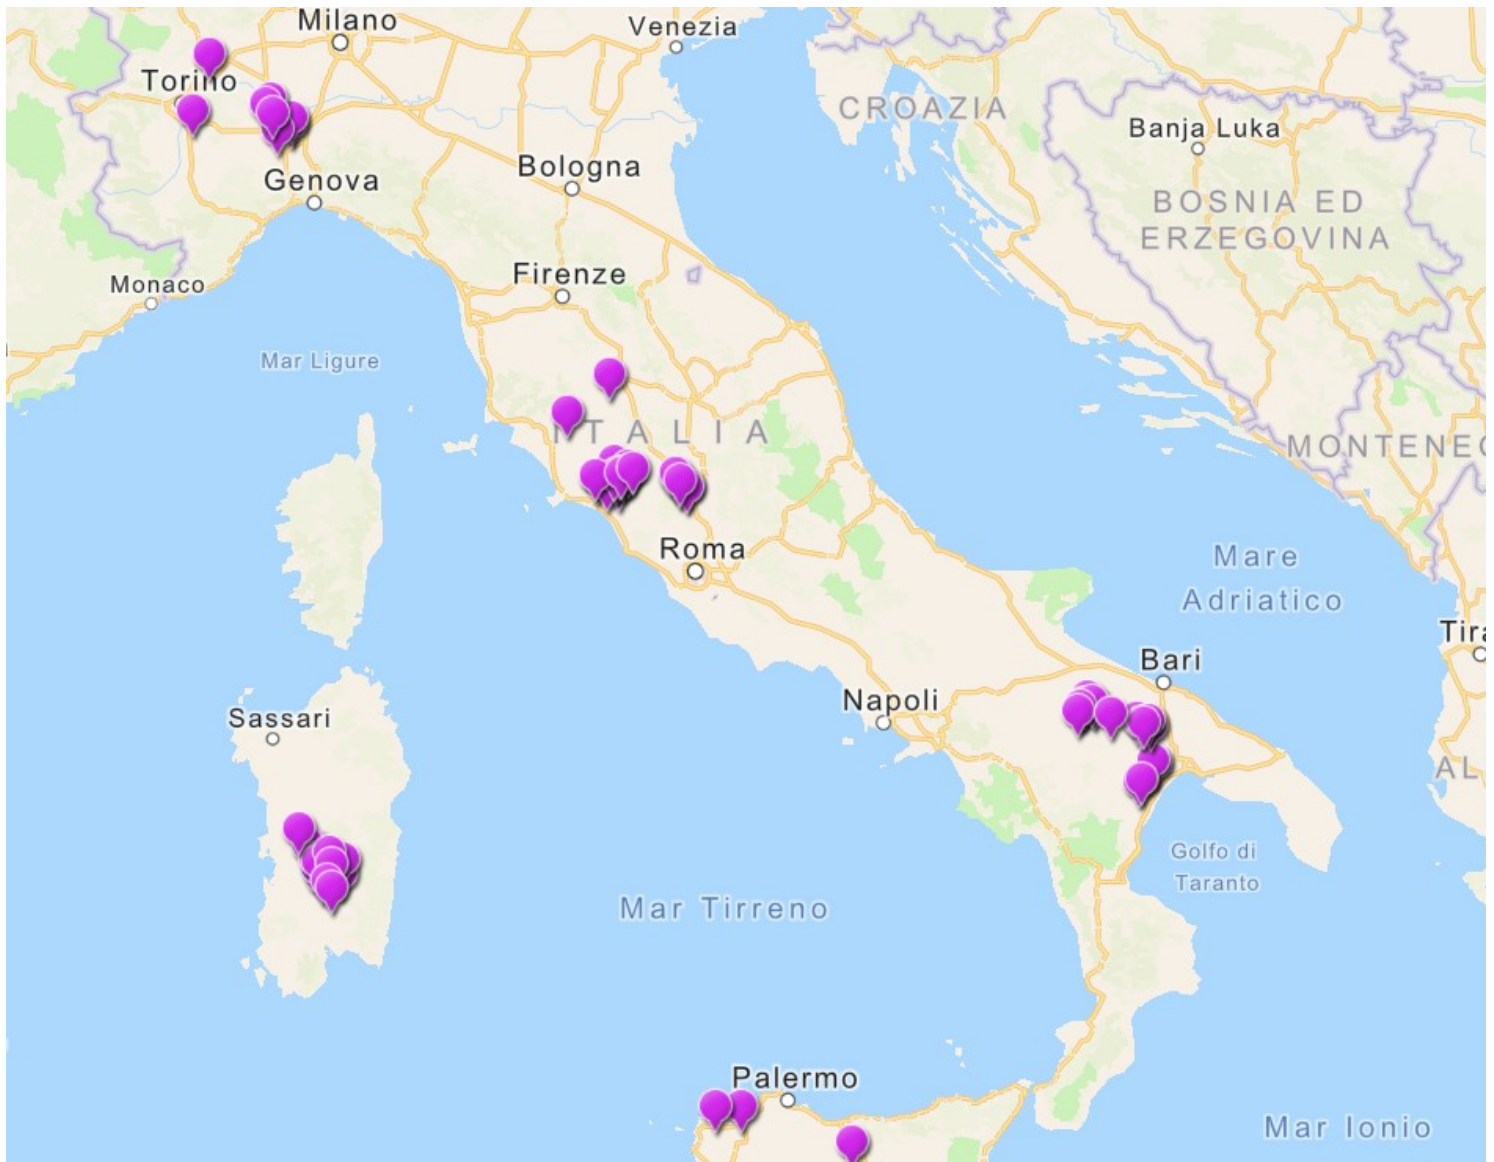 Milano
Venezia
Torino
CROAZIA
Banja Luka
Bologna
Genova
BOSNIA ED
ERZEGOVINA
Firenze
Monaco
Mar Ligure
ITALIA
MONTENEG
Roma
Mare
Adriatico
Tira
Bari
Napoli
Sassari
AL
Golfo di
Taranto
Mar Tirreno
Palermo
Mar Ionio